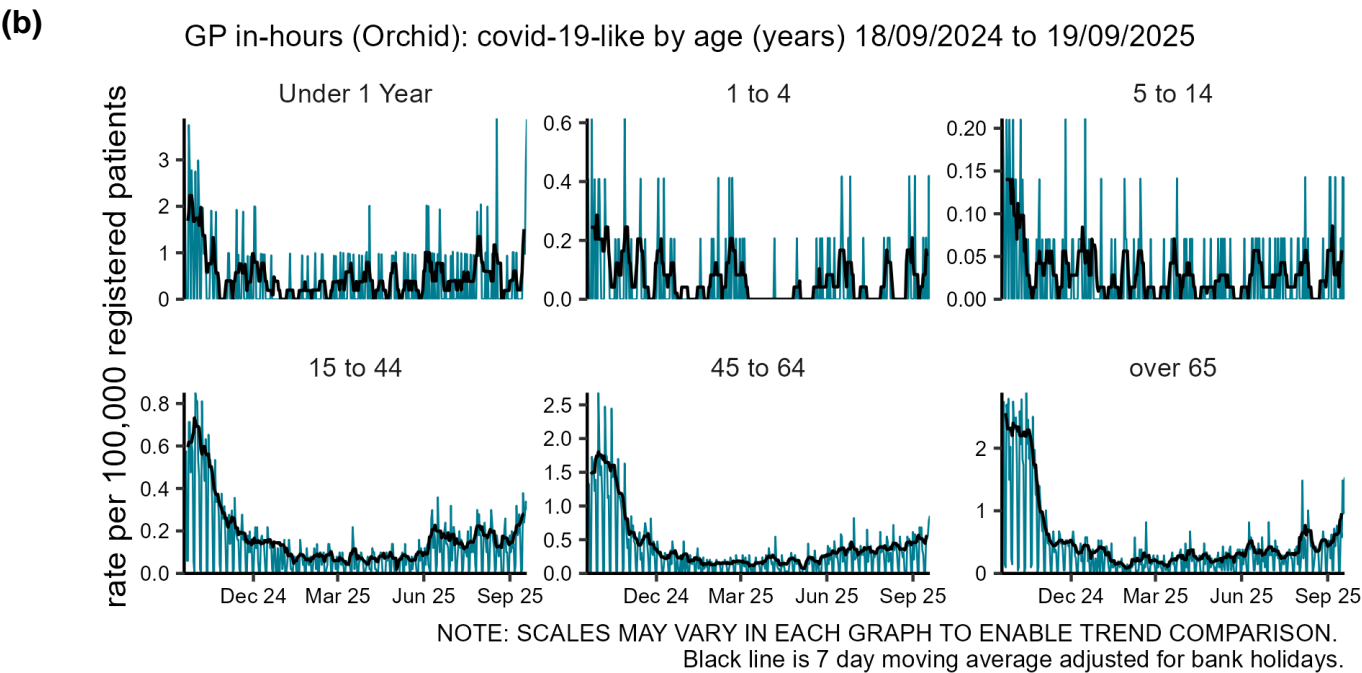 (b)
GP in-hours (Orchid): covid-19-like by age (years) 18/09/2024 to 19/09/2025
rate per 100,000 registered patients
Under 1 Year
3
2
1
0
1 to 4
0.6
0.4
0.2
0.0
5 to 14
0.20
0.15
0.10
0.05
0.00
15 to 44
0.8
0.6
0.4
0.2
0.0
Dec 24 Mar 25 Jun 25 Sep 25
45 to 64
2.5
2.0
1.5
1.0
0.5
0.0
Dec 24 Mar 25 Jun 25 Sep 25
over 65
2
1
0
Dec 24 Mar 25 Jun 25 Sep 25
NOTE: SCALES MAY VARY IN EACH GRAPH TO ENABLE TREND COMPARISON.
Black line is 7 day moving average adjusted for bank holidays.